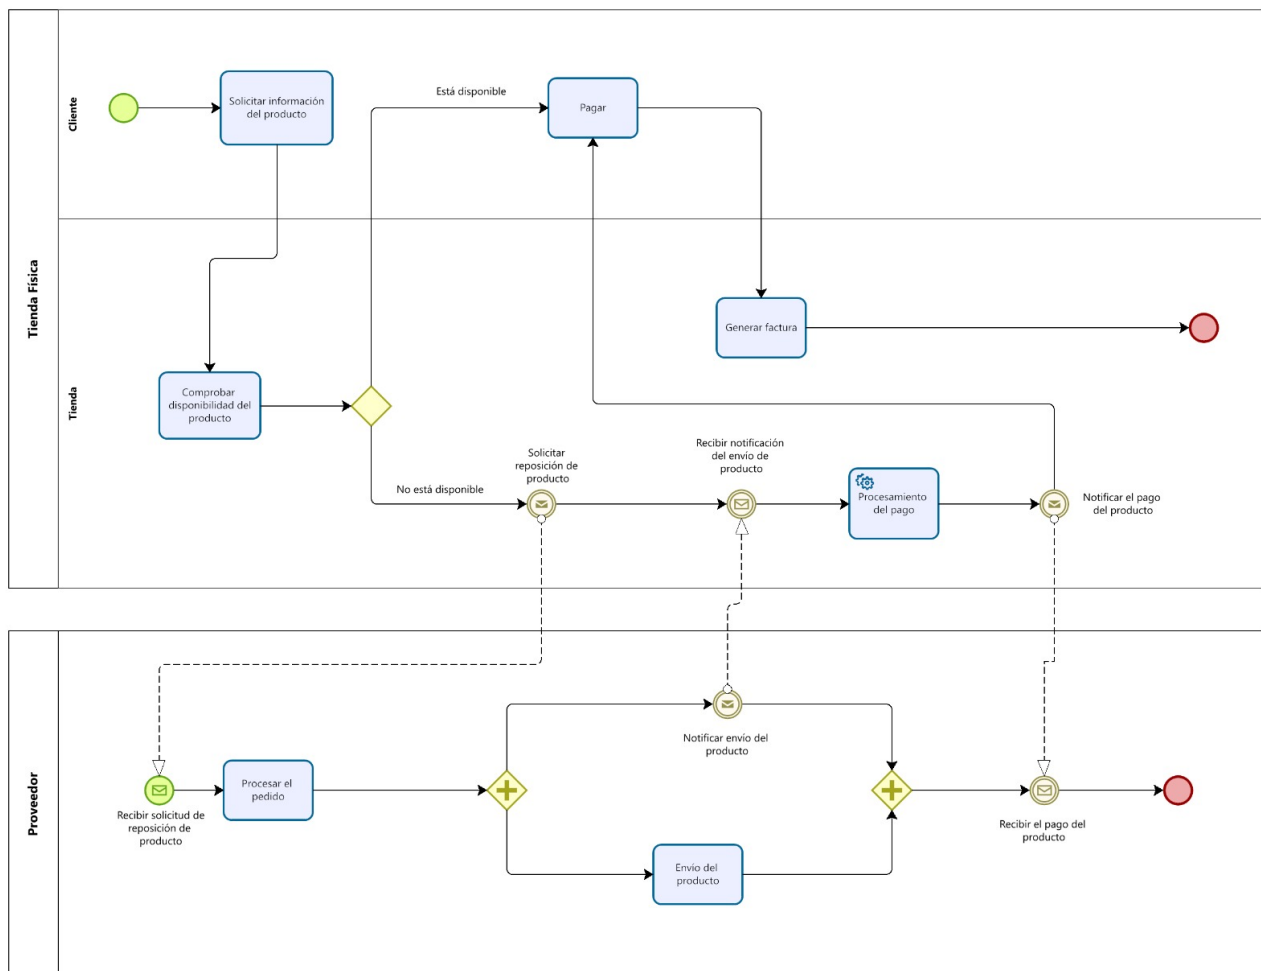 Tienda Física
Cliente
Solicitar información
del producto
Está disponible
Pagar
Tienda
Comprobar
disponibilidad del
producto
Generar factura
No está disponible
Solicitar
reposición de
producto
Recibir notificación
del envío de
producto
Procesamiento
del pago
Notificar el pago
del producto
Proveedor
Recibir solicitud de
reposición de
producto
Procesar el
pedido
Notificar envío del
producto
Envío del
producto
Recibir el pago del
producto